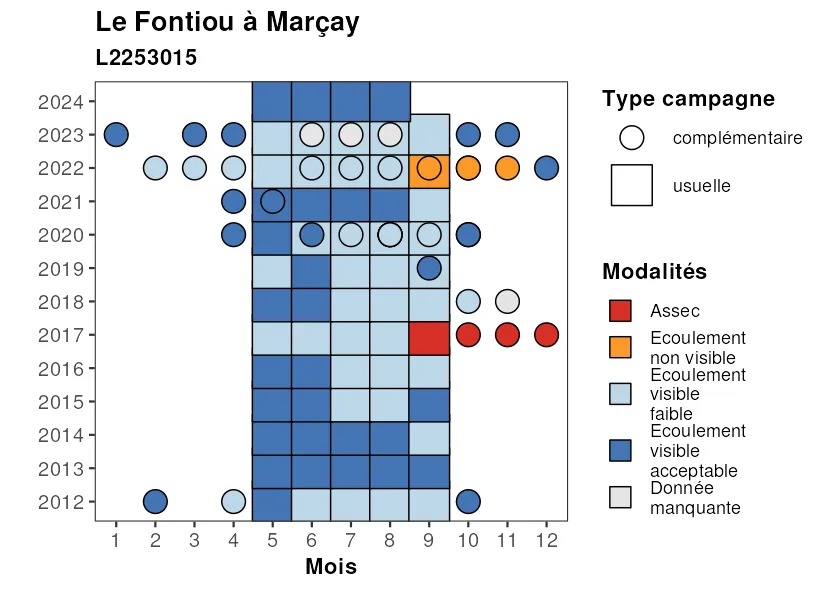 Le Fontiou à Marçay
L2253015
2024
2023
2022
2021
2020
2019
2018
2017
2016
2015
2014
2013
2012
1 2 3 4 5 6 7 8 9 10 11 12
Mois
Type campagne
complémentaire
usuelle
Modalités
Assec
Ecoulement
non visible
Ecoulement
visible
faible
Ecoulement
visible
acceptable
Donnée
manquante